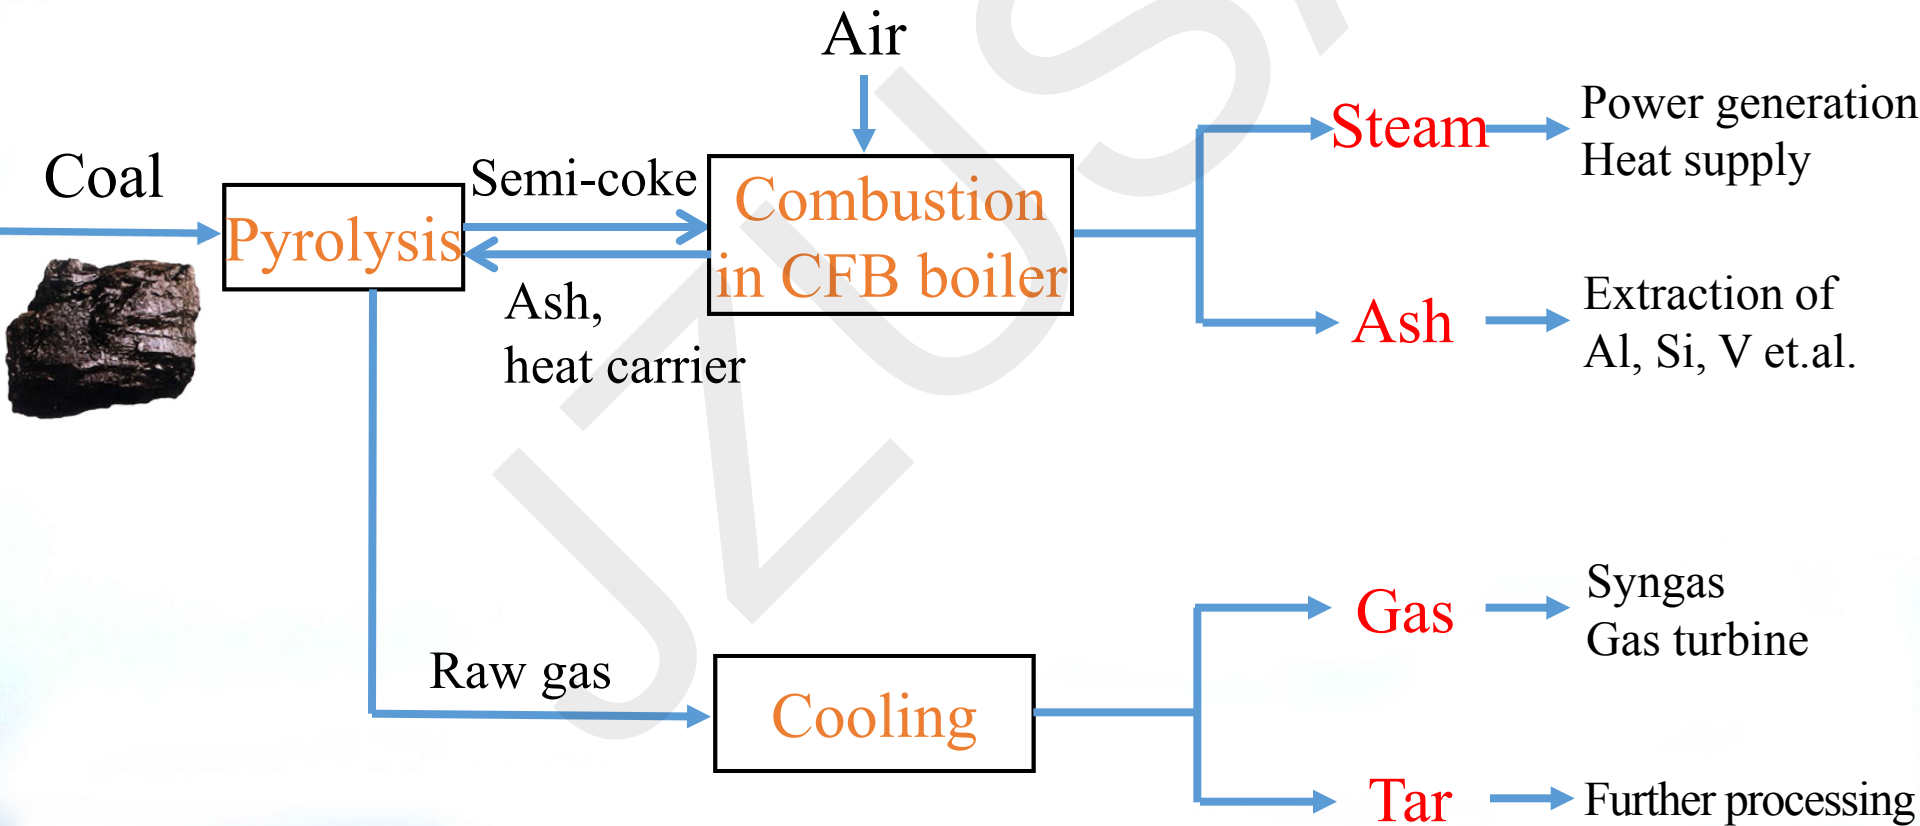 Air
Coal
Pyrolysis
Semi-coke
Ash,
heat carrier
Combustion
in CFB boiler
Steam
Power generation
Heat supply
Ash
Extraction of
Al, Si, V et.al.
Raw gas
Cooling
Gas
Syngas
Gas turbine
Tar
Further processing
JZUSA